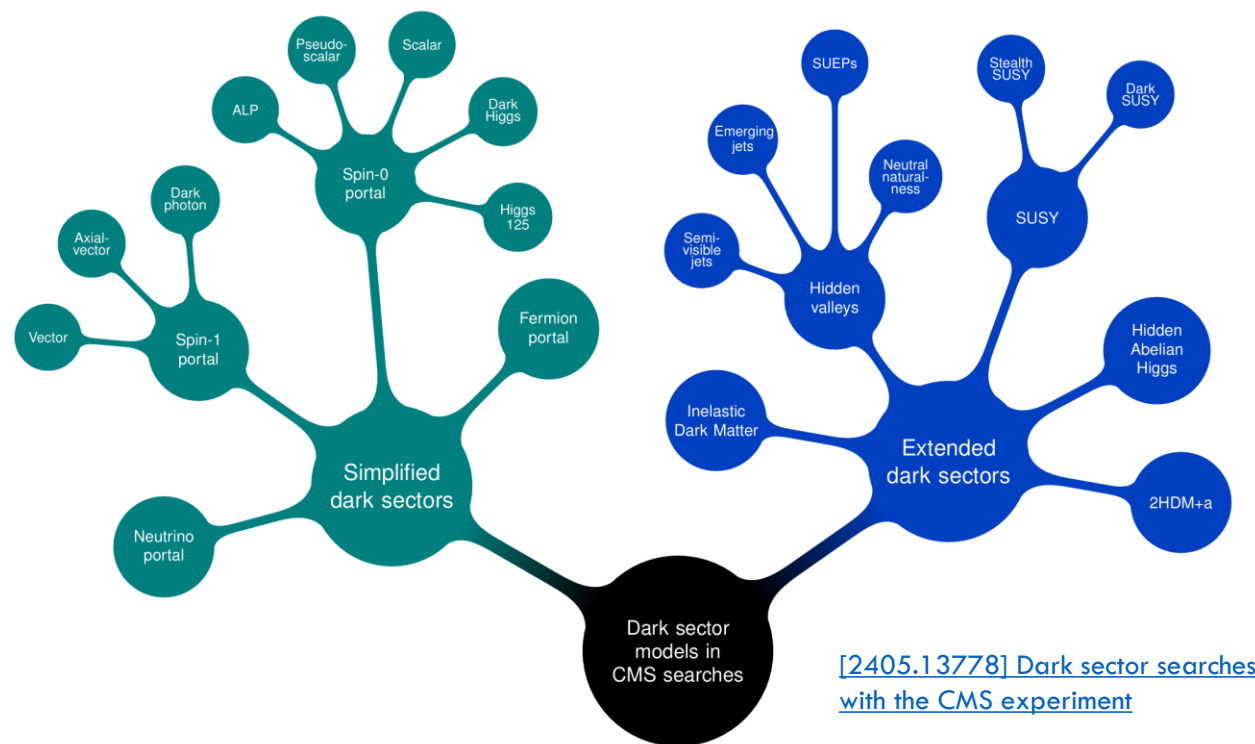 Pseudo-
scalar
Scalar
ALP
Dark
Higgs
Spin-0
portal
Higgs
125
Dark
photon
Axial-
vector
Vector
Spin-1
portal
Fermion
portal
Simplified
dark sectors
Neutrino
portal
SUEPs
Stealth
SUSY
Dark
SUSY
Emerging
jets
Neutral
natural-
ness
SUSY
Semi-
visible
jets
Hidden
valleys
Hidden
Abelian
Higgs
Inelastic
Dark Matter
Extended
dark sectors
2HDM+a
Dark sector
models in
CMS searches
[2405.13778] Dark sector searches
with the CMS experiment